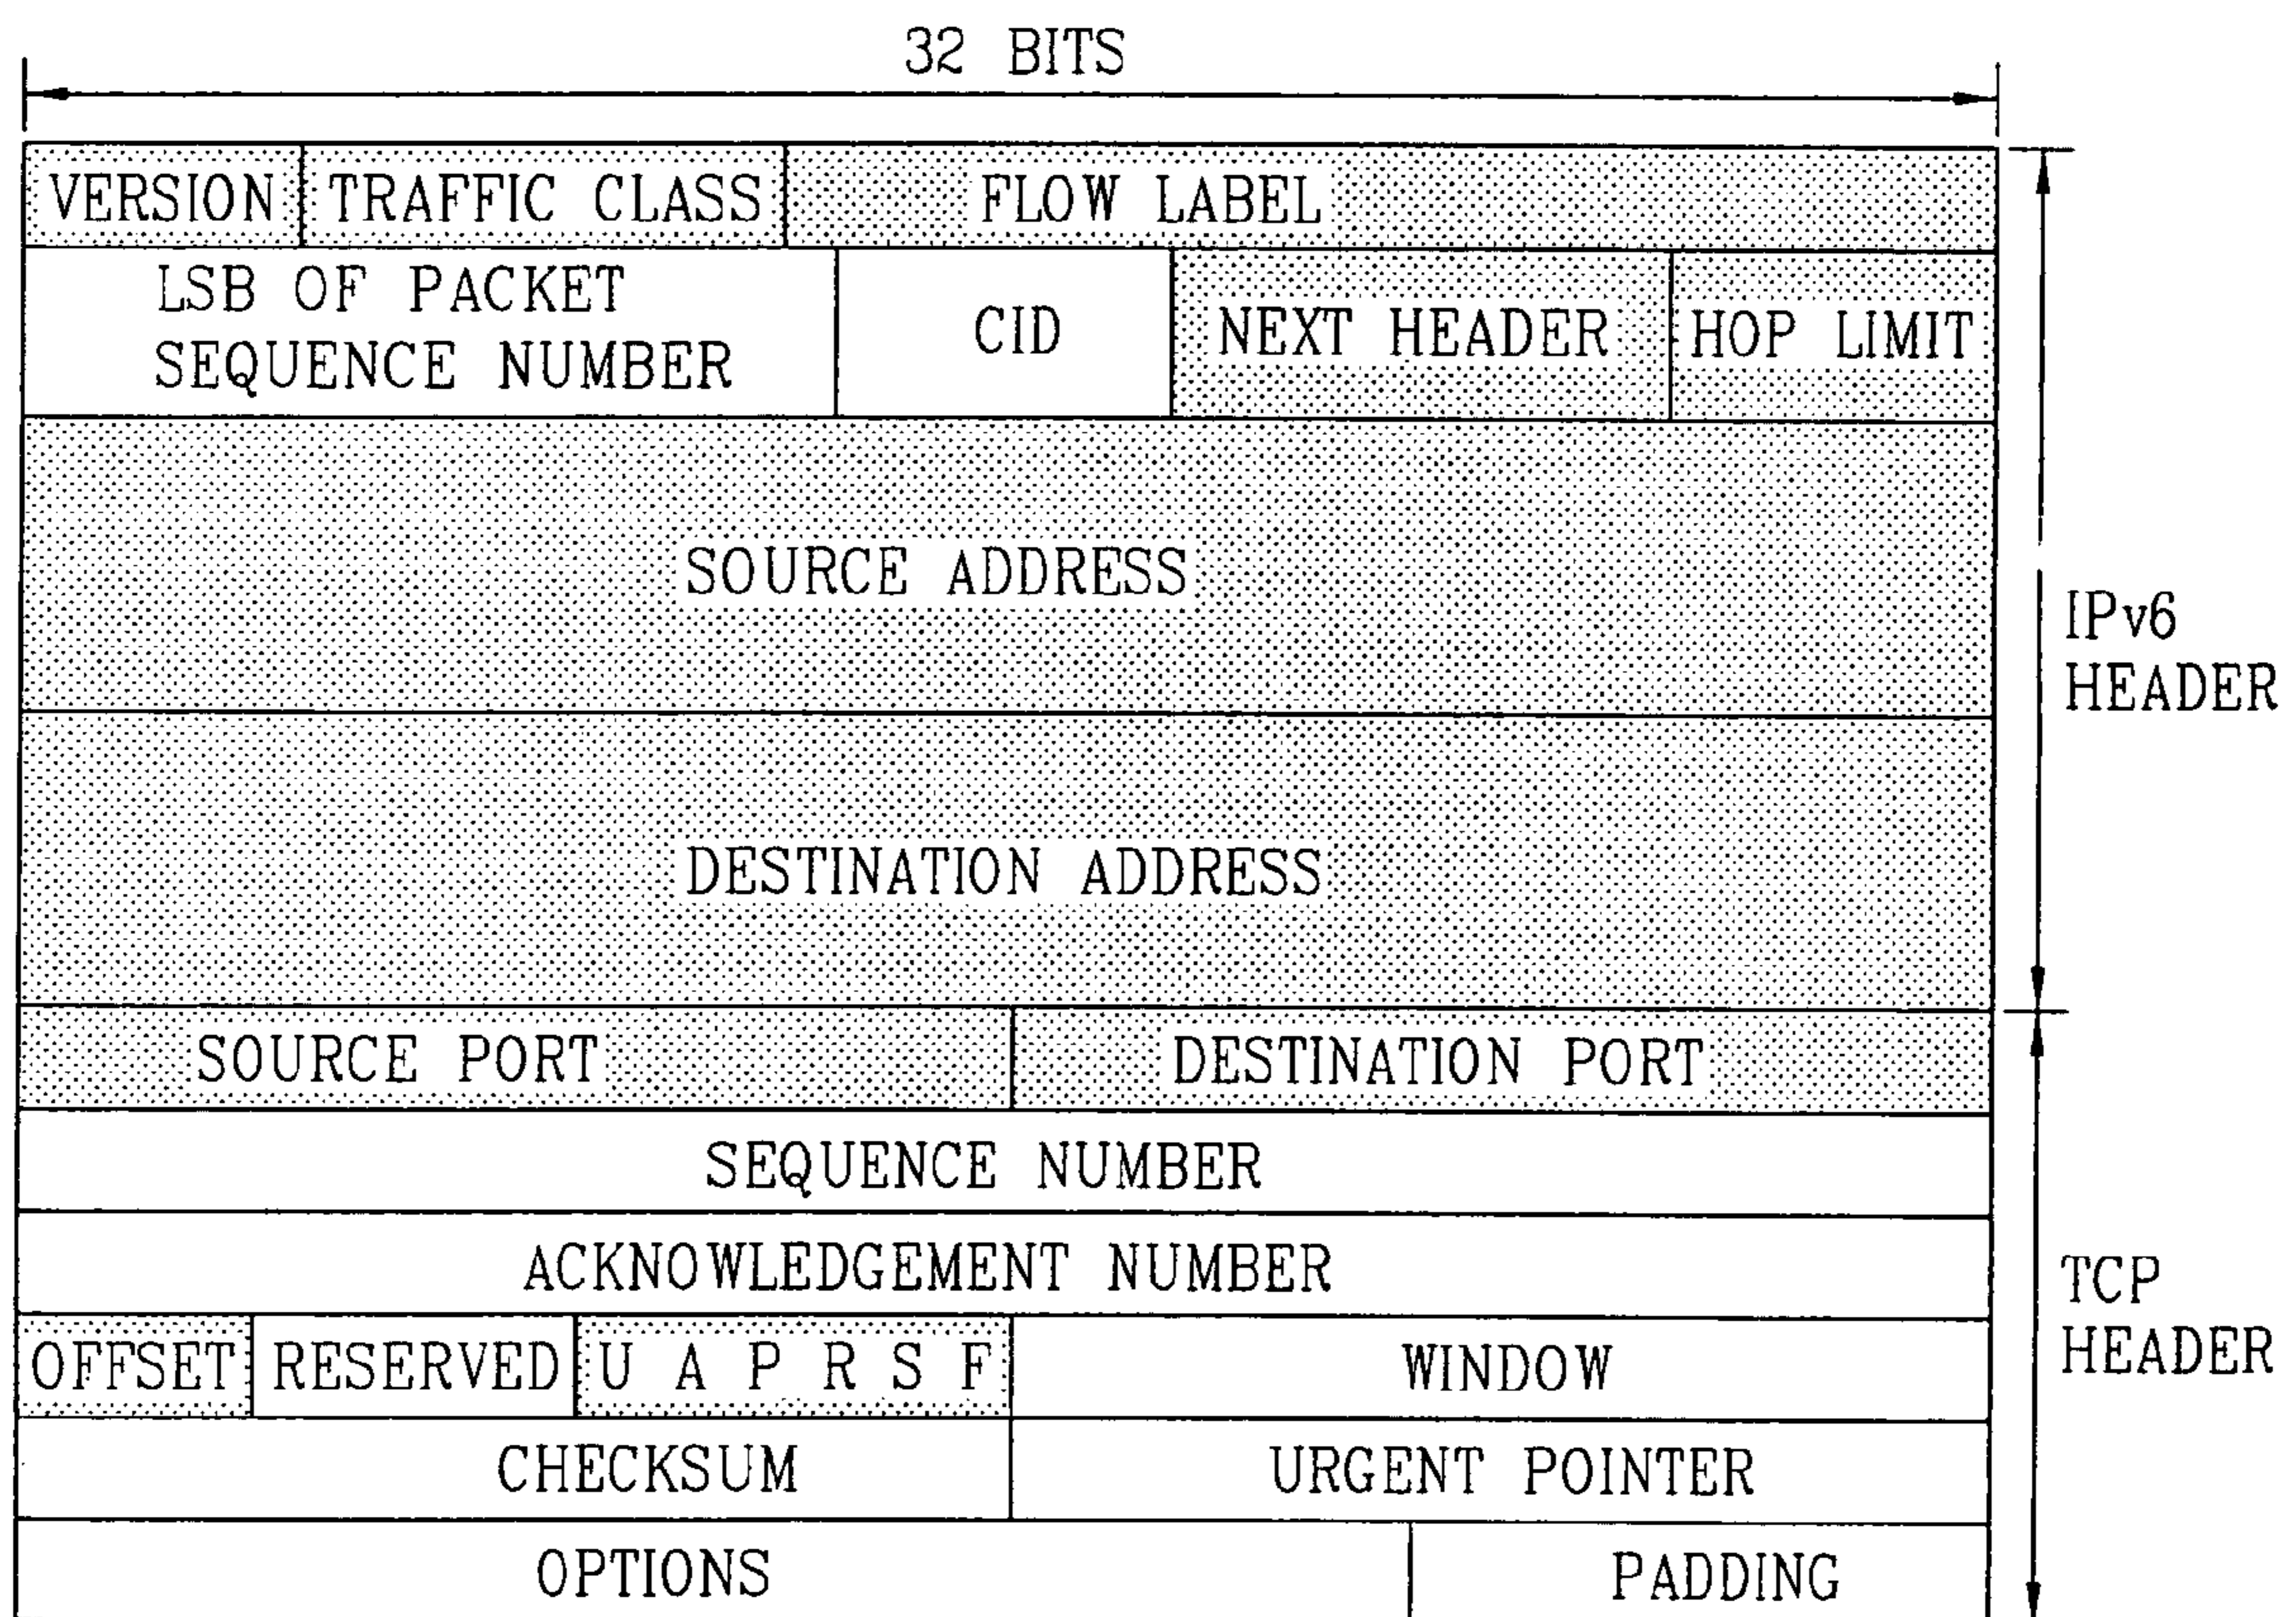 32 BITS
VERSION TRAFFIC CLASS FLOW LABEL
LSB OF PACKET
SEQUENCE NUMBER
CID
NEXT HEADER
HOP LIMIT
SOURCE ADDRESS
DESTINATION ADDRESS
IPv6
HEADER
SOURCE PORT DESTINATION PORT
SEQUENCE NUMBER
ACKNOWLEDGEMENT NUMBER
OFFSET RESERVED U A P R S F WINDOW
CHECKSUM URGENT POINTER
OPTIONS PADDING
TCP
HEADER